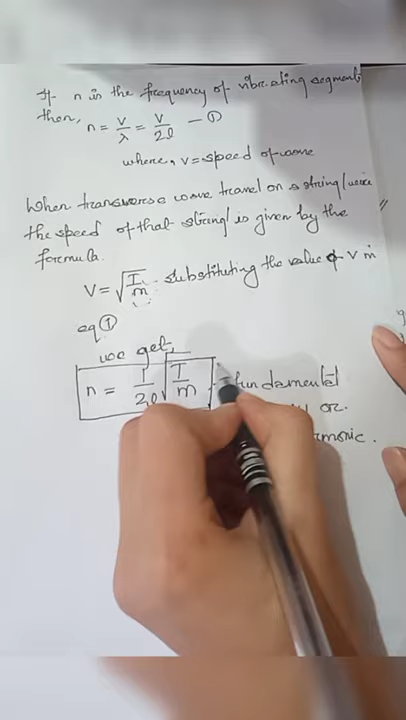 If n is the frequency of vibrating segment
then,
n = v/λ = v/2l — ①
where, v = speed of wave
When transverse wave travel on a string/wire
the speed of that string is given by the
formula.
V = √T/m . substituting the value of V in
eq ①
we get,
n = 1/2l √T/m . fundamental
or
monic.